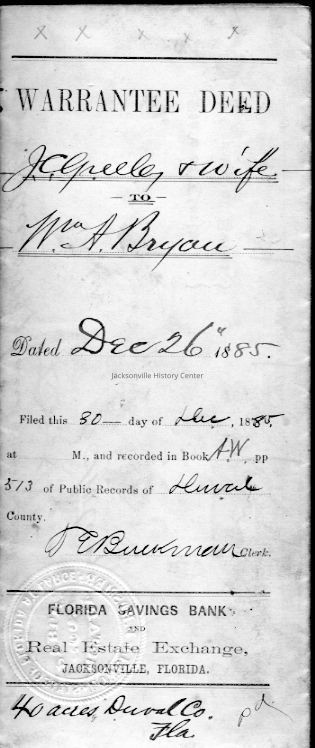 x x x x x
WARRANTEE DEED
J.C. Greeley & wife
TO
Wm A. Bryan
Dated Dec 26" 1885.
Jacksonville History Center
Filed this 30 day of Dec, 1885
at M., and recorded in Book AW, pp
513 of Public Records of Duval
County.
T E Buckman Clerk.
FLORIDA SAVINGS BANK
AND
Real Estate Exchange,
JACKSONVILLE, FLORIDA.
40 acres Duval Co. pd.
Fla